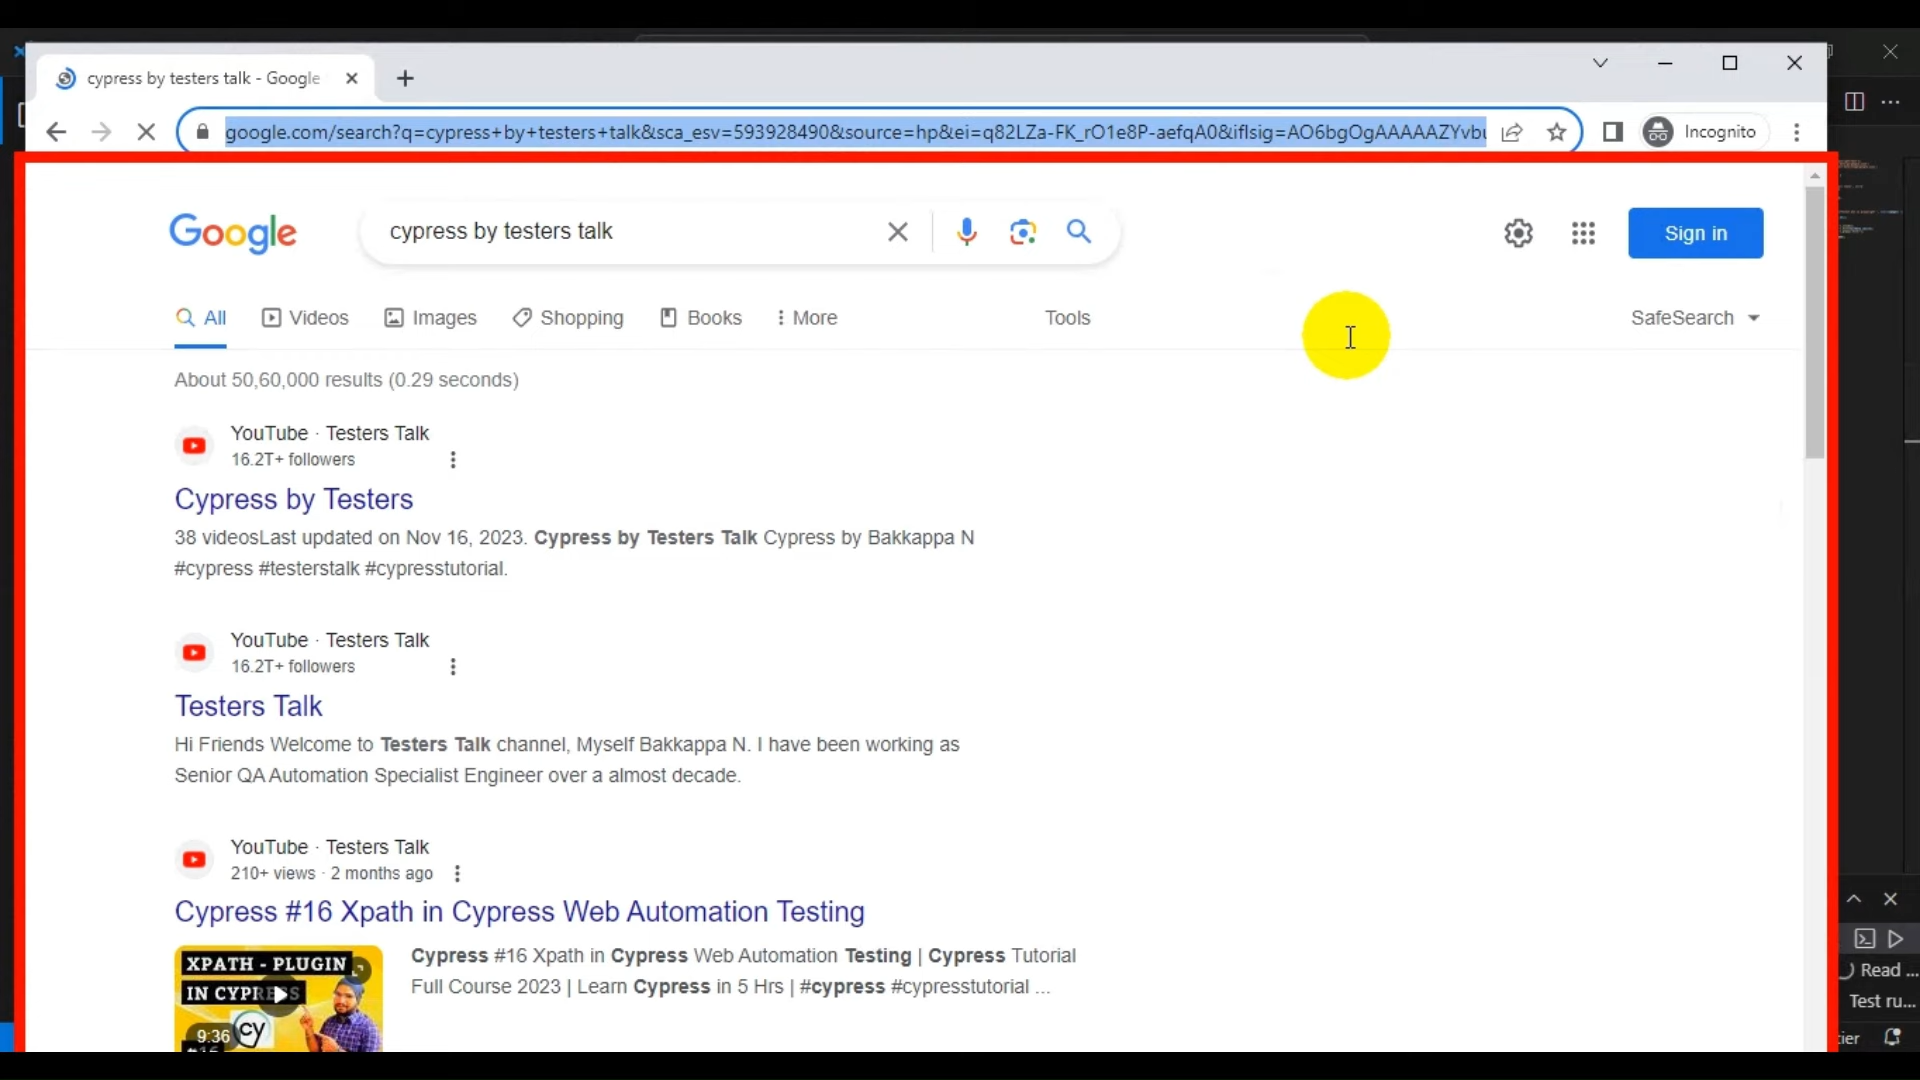 cypress by testers talk - Google
google.com/search?q=cypress+by+testers+talk&sca_esv=593928490&source=hp&ei=q82LZa-FK_rO1e8P-aefqA0&iflsig=AO6bgOgAAAAAZYvbu
Incognito
Google
cypress by testers talk
Sign in
All
Videos
Images
Shopping
Books
More
Tools
SafeSearch
About 50,60,000 results (0.29 seconds)
YouTube · Testers Talk
16.2T+ followers
Cypress by Testers
38 videosLast updated on Nov 16, 2023. Cypress by Testers Talk Cypress by Bakkappa N
#cypress #testerstalk #cypresstutorial.
YouTube · Testers Talk
16.2T+ followers
Testers Talk
Hi Friends Welcome to Testers Talk channel, Myself Bakkappa N. I have been working as
Senior QA Automation Specialist Engineer over a almost decade.
YouTube · Testers Talk
210+ views · 2 months ago
Cypress #16 Xpath in Cypress Web Automation Testing
XPATH - PLUGIN
IN CYPRESS
cy
9:36
Cypress #16 Xpath in Cypress Web Automation Testing | Cypress Tutorial
Full Course 2023 | Learn Cypress in 5 Hrs | #cypress #cypresstutorial ...
Read ...
Test ru...
tier